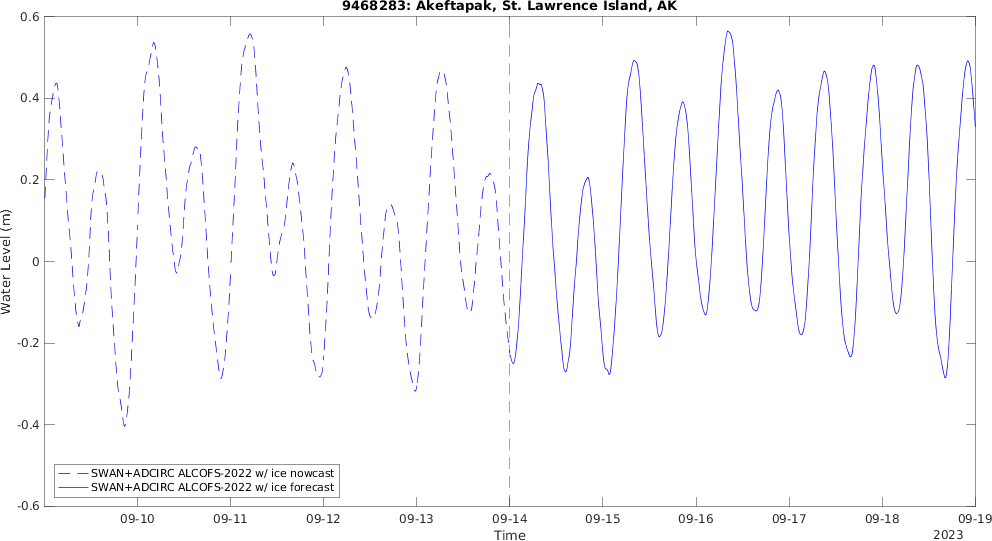 9468283: Akeftapak, St. Lawrence Island, AK
0.6
0.4
0.2
0
-0.2
-0.4
-0.6
Water Level (m)
SWAN+ADCIRC ALCOFS-2022 w/ ice nowcast
SWAN+ADCIRC ALCOFS-2022 w/ ice forecast
09-10 09-11 09-12 09-13 09-14 09-15 09-16 09-17 09-18 09-19
Time
2023